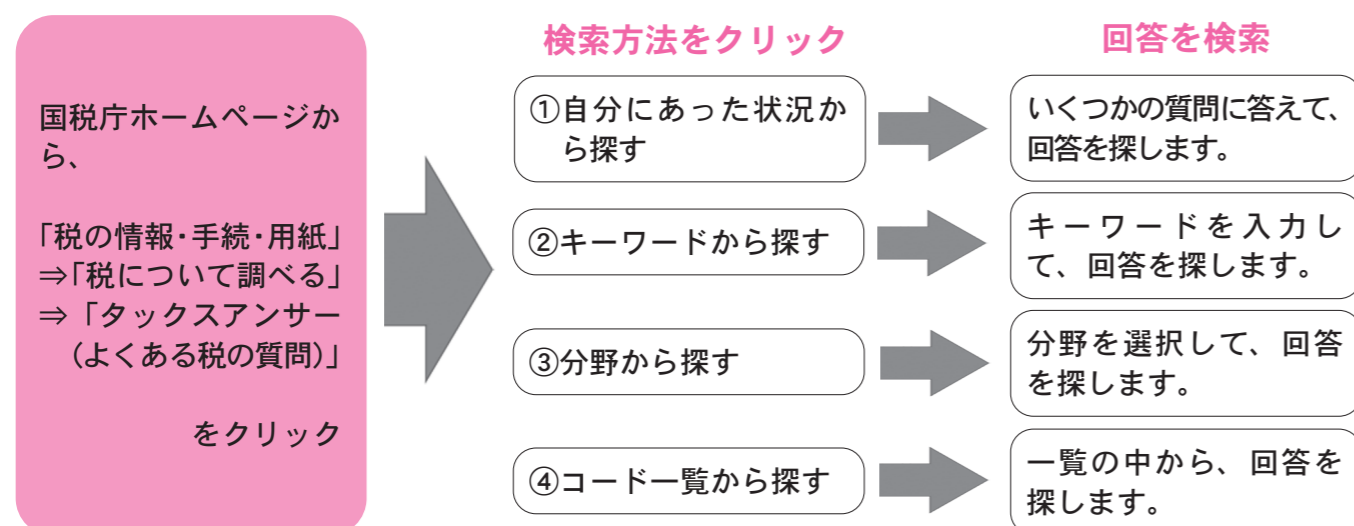 国税庁ホームページか
ら、
「税の情報・手続・用紙」
⇒「税について調べる」
⇒「タックスアンサー
（よくある税の質問）」
をクリック
検索方法をクリック
①自分にあった状況か
ら探す
②キーワードから探す
③分野から探す
④コード一覧から探す
回答を検索
いくつかの質問に答えて、
回答を探します。
キーワードを入力し
て、回答を探します。
分野を選択して、回答
を探します。
一覧の中から、回答を
探します。